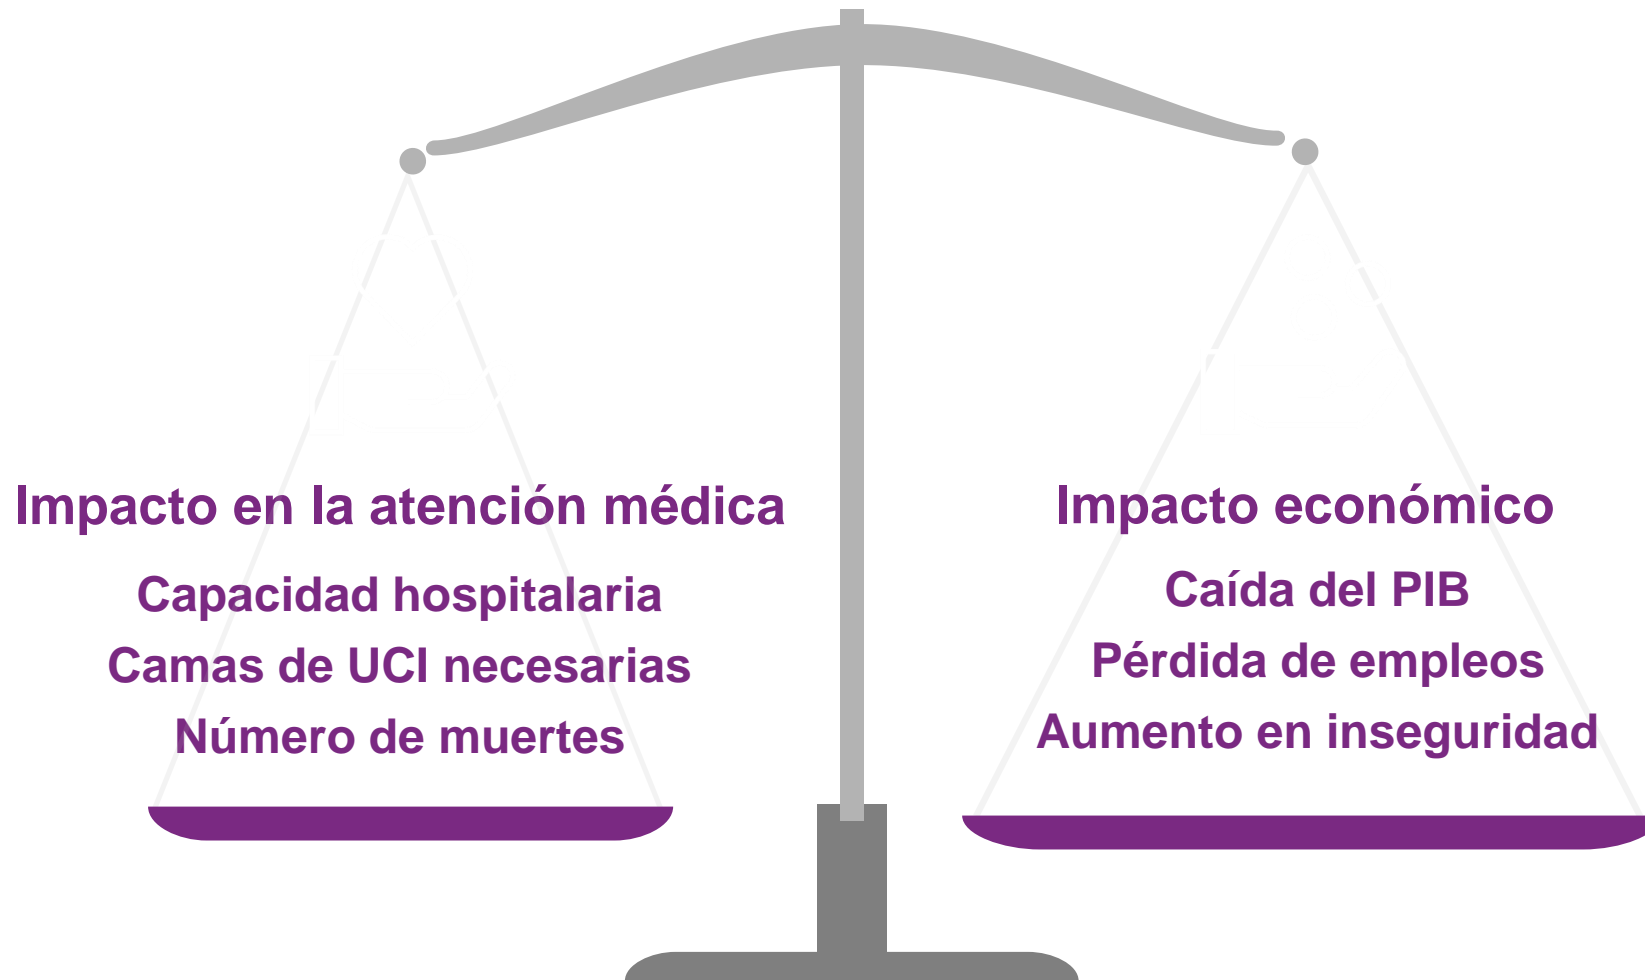 Impacto en la atención médica
Capacidad hospitalaria
Camas de UCI necesarias
Número de muertes
Impacto económico
Caída del PIB
Pérdida de empleos
Aumento en inseguridad